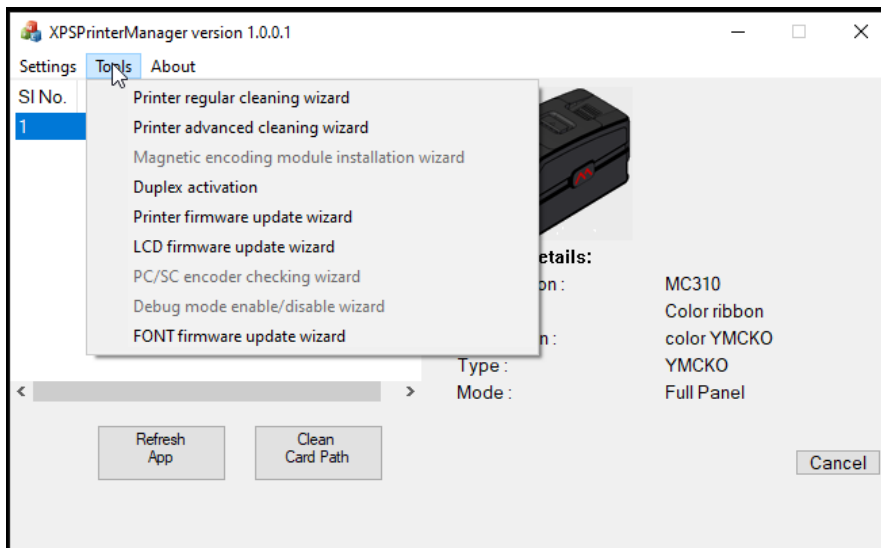 XPSPrinterManager version 1.0.0.1
Settings Tools About
SI No.
1
Printer regular cleaning wizard
Printer advanced cleaning wizard
Magnetic encoding module installation wizard
Duplex activation
Printer firmware update wizard
LCD firmware update wizard
PC/SC encoder checking wizard
Debug mode enable/disable wizard
FONT firmware update wizard
etails:
on : MC310
Color ribbon
n : color YMCKO
Type : YMCKO
Mode : Full Panel
Refresh
App
Clean
Card Path
Cancel